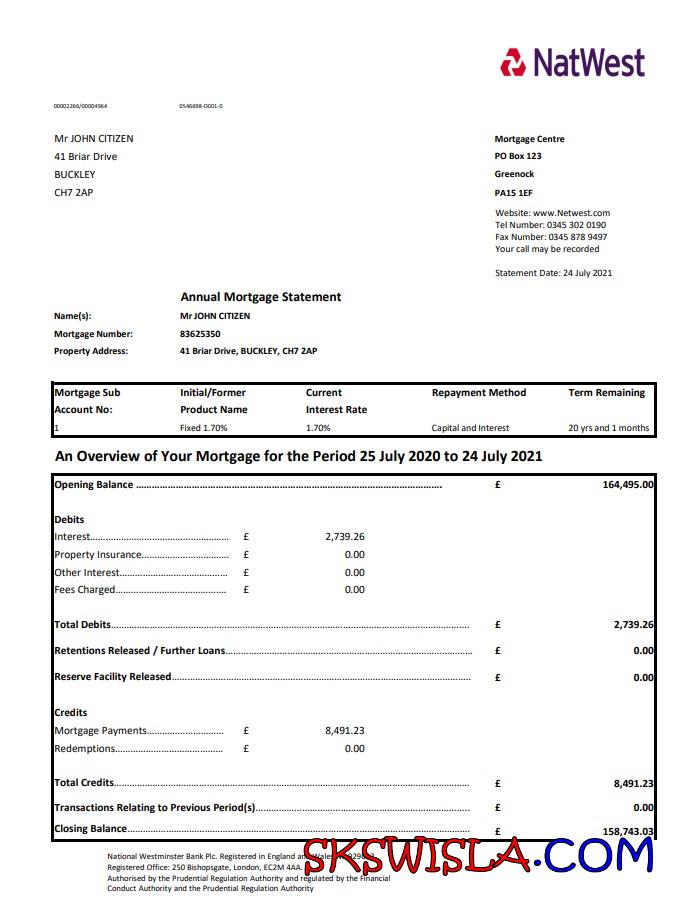 NatWest
00002266/00004964 0546698-D001-0
Mr JOHN CITIZEN
41 Briar Drive
BUCKLEY
CH7 2AP
Mortgage Centre
PO Box 123
Greenock
PA15 1EF
Website: www.Netwest.com
Tel Number: 0345 302 0190
Fax Number: 0345 878 9497
Your call may be recorded
Statement Date: 24 July 2021
Annual Mortgage Statement
Name(s): Mr JOHN CITIZEN
Mortgage Number: 83625350
Property Address: 41 Briar Drive, BUCKLEY, CH7 2AP
Mortgage Sub Initial/Former Current Repayment Method Term Remaining
Account No: Product Name Interest Rate
1 Fixed 1.70% 1.70% Capital and Interest 20 yrs and 1 months
An Overview of Your Mortgage for the Period 25 July 2020 to 24 July 2021
Opening Balance ................................ £ 164,495.00
Debits
Interest................................ £ 2,739.26
Property Insurance................................ £ 0.00
Other Interest................................ £ 0.00
Fees Charged................................ £ 0.00
Total Debits................................ £ 2,739.26
Retentions Released / Further Loans................................ £ 0.00
Reserve Facility Released................................ £ 0.00
Credits
Mortgage Payments................................ £ 8,491.23
Redemptions................................ £ 0.00
Total Credits................................ £ 8,491.23
Transactions Relating to Previous Period(s)................................ £ 0.00
Closing Balance................................ £ 158,743.03
National Westminster Bank Plc. Registered in England and Wales
Registered Office: 250 Bishopsgate, London, EC2M 4AA.
Authorised by the Prudential Regulation Authority and regulated by the Financial
Conduct Authority and the Prudential Regulation Authority
SKSWISLA.COM